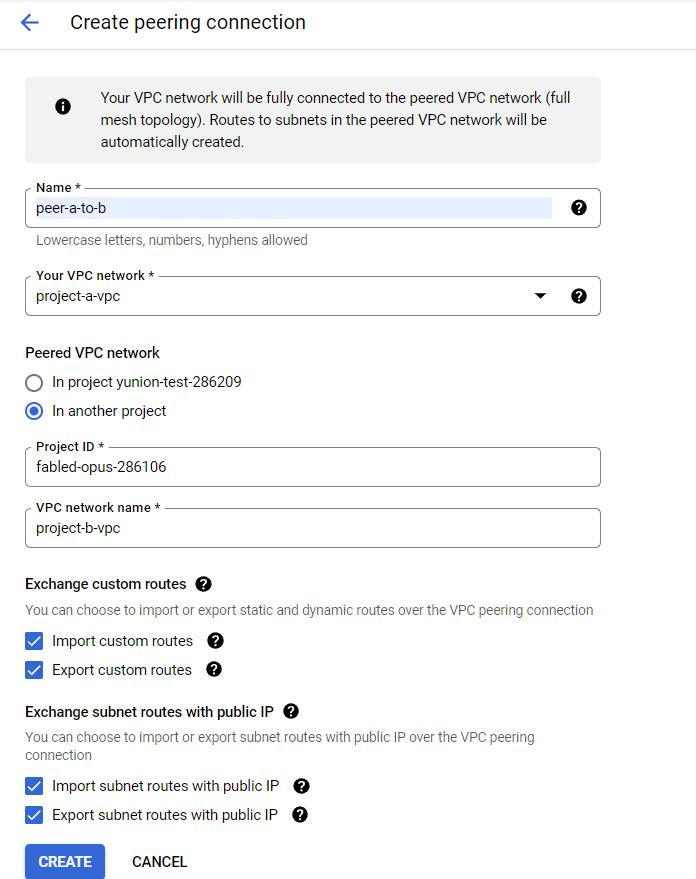 Create peering connection
Your VPC network will be fully connected to the peered VPC network (full
mesh topology). Routes to subnets in the peered VPC network will be
automatically created.
Name *
peer-a-to-b
Lowercase letters, numbers, hyphens allowed
Your VPC network *
project-a-vpc
Peered VPC network
In project yunion-test-286209
In another project
Project ID *
fabled-opus-286106
VPC network name *
project-b-vpc
Exchange custom routes
You can choose to import or export static and dynamic routes over the VPC peering connection
Import custom routes
Export custom routes
Exchange subnet routes with public IP
You can choose to import or export subnet routes with public IP over the VPC peering
connection
Import subnet routes with public IP
Export subnet routes with public IP
CREATE CANCEL